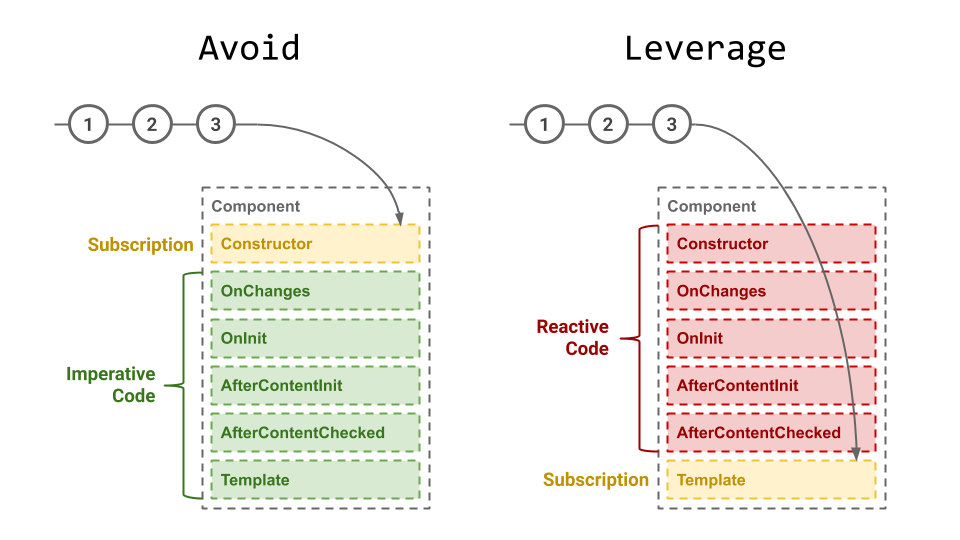 Avoid
1 2 3
Component
Subscription
Constructor
OnChanges
OnInit
Imperative
Code
AfterContentInit
AfterContentChecked
Template
Leverage
1 2 3
Component
Constructor
OnChanges
Reactive
Code
OnInit
AfterContentInit
AfterContentChecked
Subscription
Template